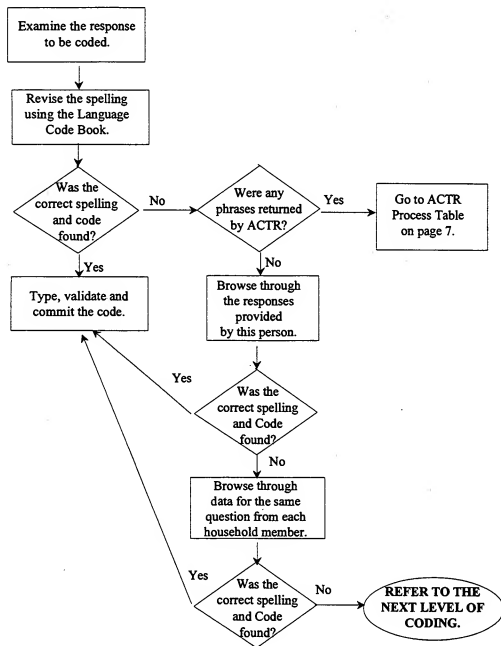 Examine the response
to be coded.
Revise the spelling
using the Language
Code Book.
Was the
correct spelling
and code
found?
No
Were any
phrases returned
by ACTR?
Yes
Go to ACTR
Process Table
on page 7.
Yes
Type, validate and
commit the code.
No
Browse through
the responses
provided
by this person.
Yes
Was the
correct spelling
and Code
found?
No
Browse through
data for the same
question from each
household member.
Yes
Was the
correct spelling
and Code
found?
No
REFER TO THE
NEXT LEVEL OF
CODING.